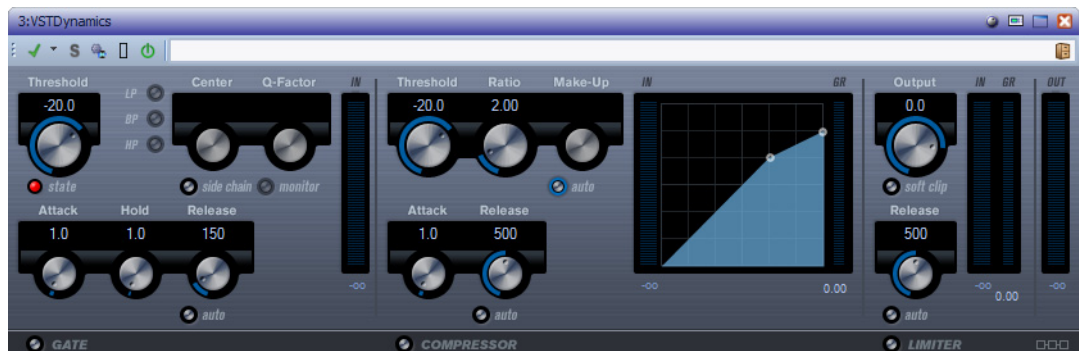 3:VSTDynamics
S
Threshold Center Q-Factor IN Threshold Ratio Make-Up IN GR Output IN GR OUT
-20.0 LP -20.0 2.00 0.0
BP
HP
state side chain monitor auto soft clip
Attack Hold Release Attack Release Release
1.0 1.0 150 1.0 500 500
-oo -oo 0.00 -oo 0.00 -oo
auto auto auto
GATE COMPRESSOR LIMITER